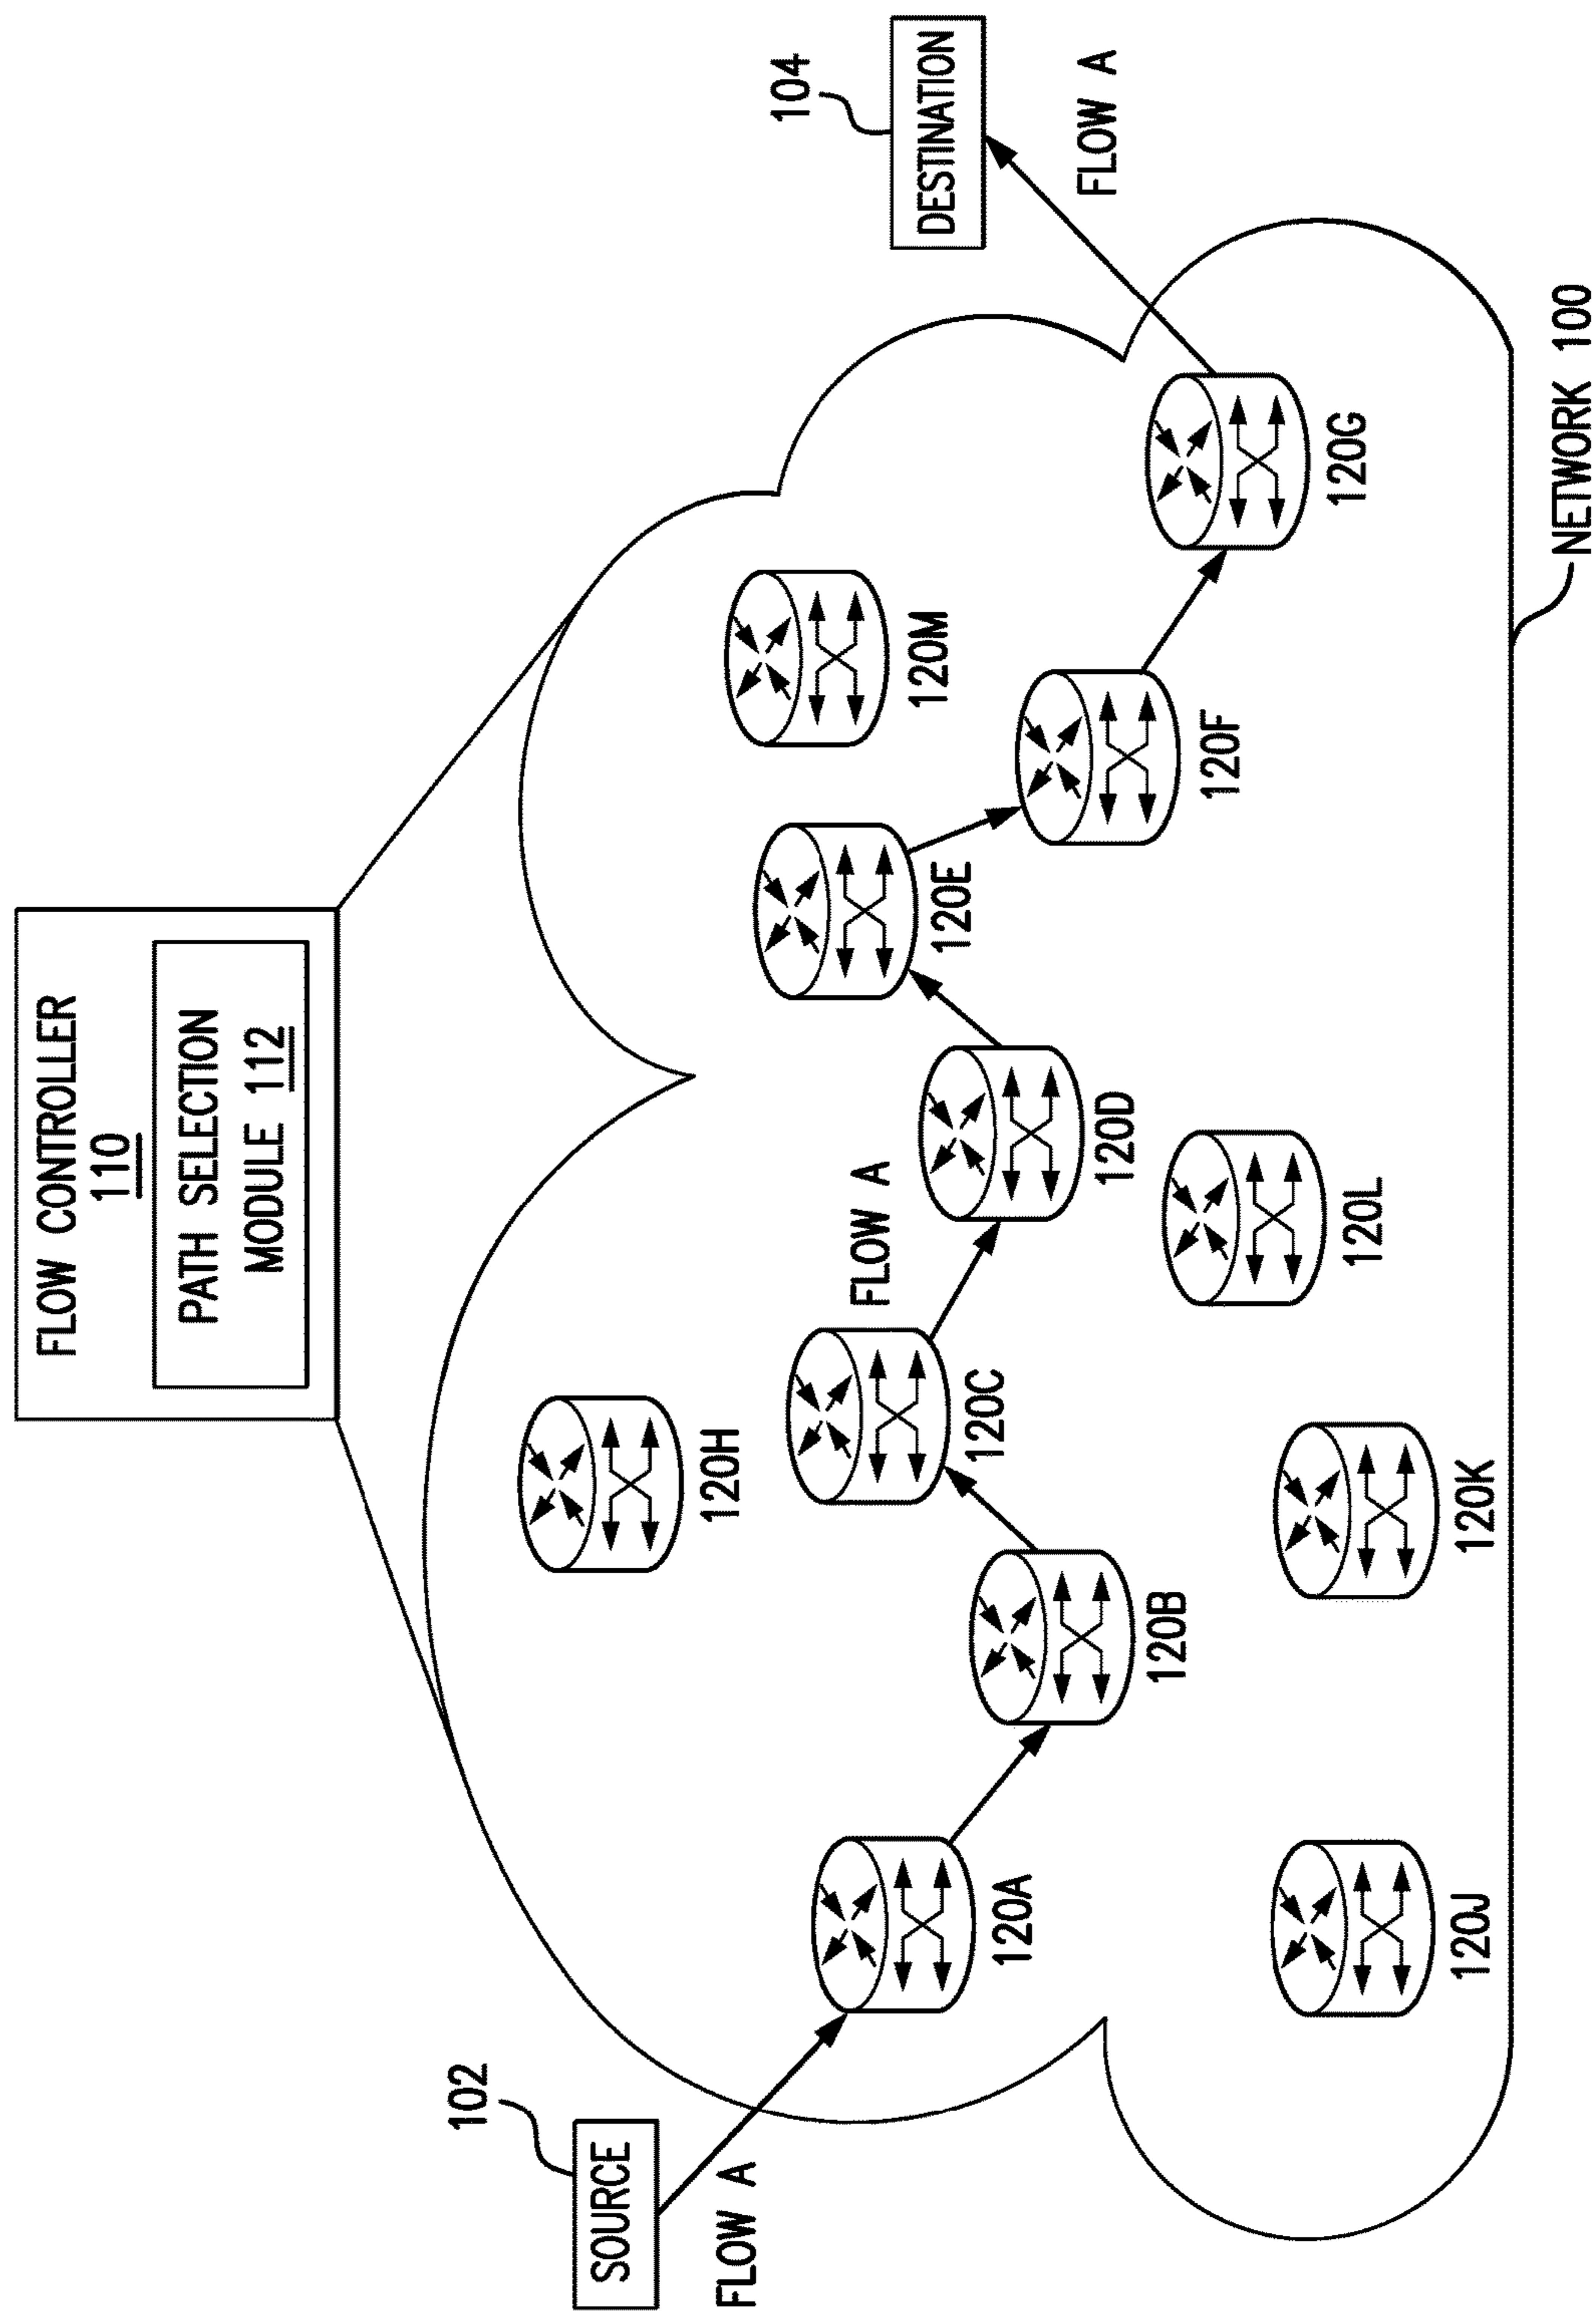 FLOW CONTROLLER
110
PATH SELECTION
MODULE 112
102
SOURCE
FLOW A
104
DESTINATION
FLOW A
120H
120M
120C
FLOW A
120E
120A
120B
120D
120F
120G
120J
120K
120L
NETWORK 100